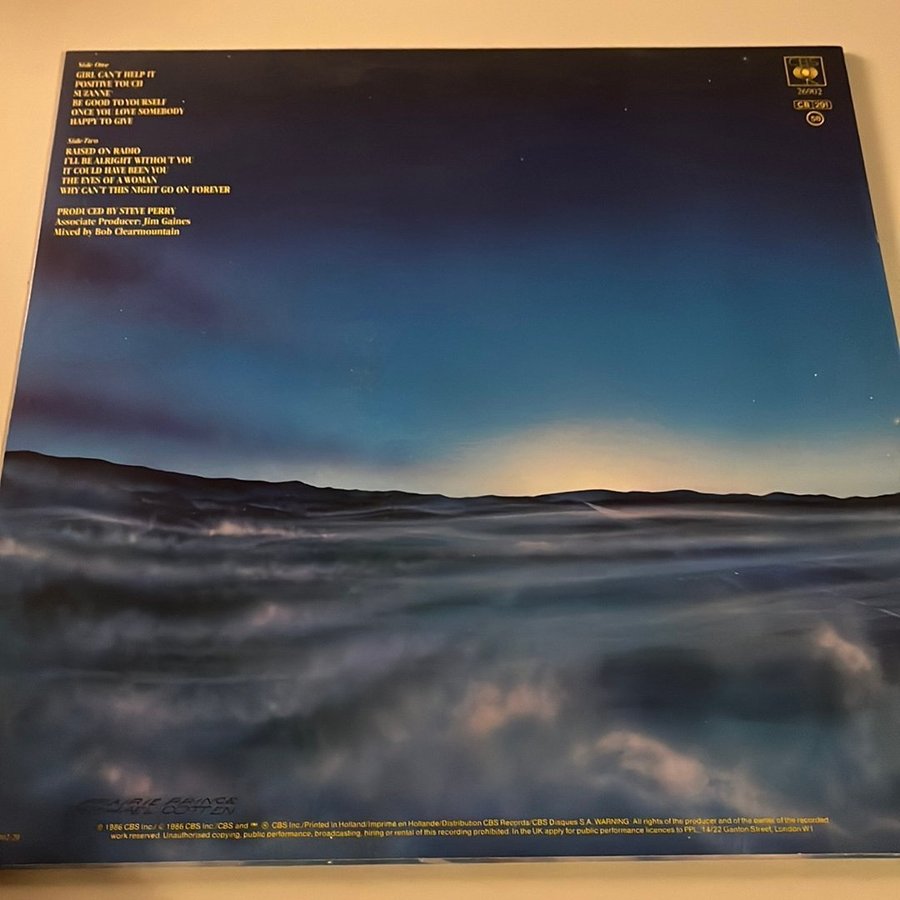 Side One
GIRL CAN'T HELP IT
POSITIVE TOUCH
SUZANNE
BE GOOD TO YOURSELF
ONCE YOU LOVE SOMEBODY
HAPPY TO GIVE
Side Two
RAISED ON RADIO
I'LL BE ALRIGHT WITHOUT YOU
IT COULD HAVE BEEN YOU
THE EYES OF A WOMAN
WHY CAN'T THIS NIGHT GO ON FOREVER
PRODUCED BY STEVE PERRY
Associate Producer: Jim Gaines
Mixed by Bob Clearmountain
CBS
26902
CB 291
PRAIRIE PRINCE
MICHAEL COTTEN
© 1986 CBS Inc./ ℗ 1986 CBS Inc./CBS and ™ ® CBS Inc./Printed in Holland/Imprimé en Hollande/Distribution CBS Records/CBS Disques S.A. WARNING: All rights of the producer and of the owner of the recorded
work reserved. Unauthorised copying, public performance, broadcasting, hiring or rental of this recording prohibited. In the UK apply for public performance licences to PPL, 14/22 Ganton Street, London W1